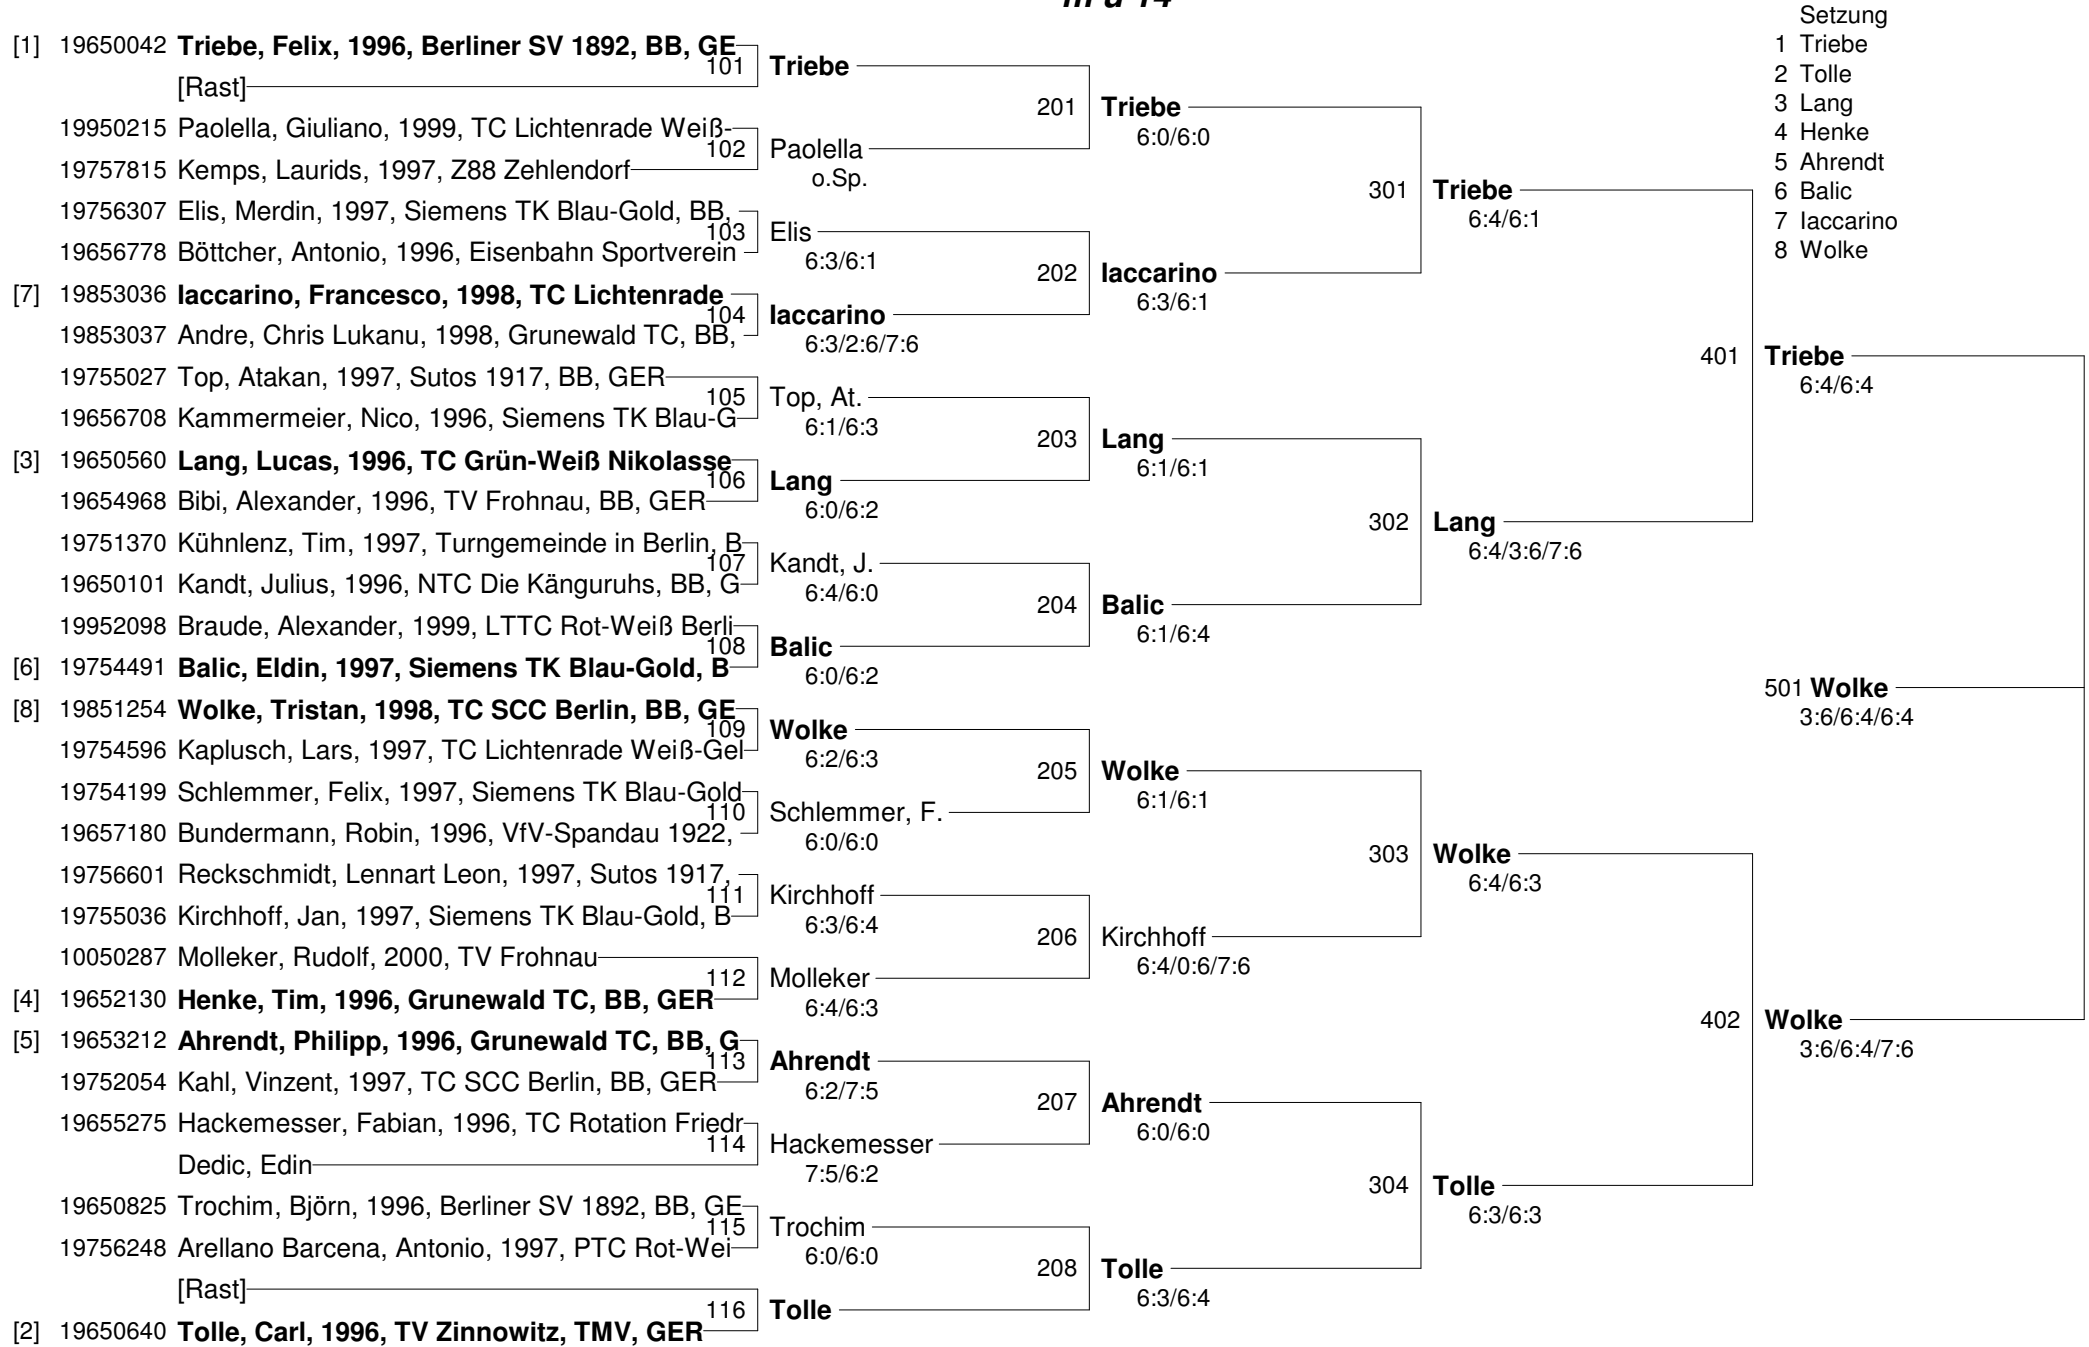 m u 14
Setzung
1 Triebe
2 Tolle
3 Lang
4 Henke
5 Ahrendt
6 Balic
7 Iaccarino
8 Wolke
[1] 19650042 Triebe, Felix, 1996, Berliner SV 1892, BB, GE
[Rast]
19950215 Paolella, Giuliano, 1999, TC Lichtenrade Weiß-
19757815 Kemps, Laurids, 1997, Z88 Zehlendorf
19756307 Elis, Merdin, 1997, Siemens TK Blau-Gold, BB,
19656778 Böttcher, Antonio, 1996, Eisenbahn Sportverein
[7] 19853036 Iaccarino, Francesco, 1998, TC Lichtenrade
19853037 Andre, Chris Lukanu, 1998, Grunewald TC, BB,
19755027 Top, Atakan, 1997, Sutos 1917, BB, GER
19656708 Kammermeier, Nico, 1996, Siemens TK Blau-G
[3] 19650560 Lang, Lucas, 1996, TC Grün-Weiß Nikolasse
19654968 Bibi, Alexander, 1996, TV Frohnau, BB, GER
19751370 Kühnlenz, Tim, 1997, Turngemeinde in Berlin, B
19650101 Kandt, Julius, 1996, NTC Die Känguruhs, BB, G
19952098 Braude, Alexander, 1999, LTTC Rot-Weiß Berli
[6] 19754491 Balic, Eldin, 1997, Siemens TK Blau-Gold, B
[8] 19851254 Wolke, Tristan, 1998, TC SCC Berlin, BB, GE
19754596 Kaplusch, Lars, 1997, TC Lichtenrade Weiß-Gel
19754199 Schlemmer, Felix, 1997, Siemens TK Blau-Gold
19657180 Bundermann, Robin, 1996, VfV-Spandau 1922,
19756601 Reckschmidt, Lennart Leon, 1997, Sutos 1917,
19755036 Kirchhoff, Jan, 1997, Siemens TK Blau-Gold, B
10050287 Molleker, Rudolf, 2000, TV Frohnau
[4] 19652130 Henke, Tim, 1996, Grunewald TC, BB, GER
[5] 19653212 Ahrendt, Philipp, 1996, Grunewald TC, BB, G
19752054 Kahl, Vinzent, 1997, TC SCC Berlin, BB, GER
19655275 Hackemesser, Fabian, 1996, TC Rotation Friedr
Dedic, Edin
19650825 Trochim, Björn, 1996, Berliner SV 1892, BB, GE
19756248 Arellano Barcena, Antonio, 1997, PTC Rot-Wei
[Rast]
[2] 19650640 Tolle, Carl, 1996, TV Zinnowitz, TMV, GER
101 Triebe
102 Paolella
o.Sp.
103 Elis
6:3/6:1
104 Iaccarino
6:3/2:6/7:6
105 Top, At.
6:1/6:3
106 Lang
6:0/6:2
107 Kandt, J.
6:4/6:0
108 Balic
6:0/6:2
109 Wolke
6:2/6:3
110 Schlemmer, F.
6:0/6:0
111 Kirchhoff
6:3/6:4
112 Molleker
6:4/6:3
113 Ahrendt
6:2/7:5
114 Hackemesser
7:5/6:2
115 Trochim
6:0/6:0
116 Tolle
201 Triebe
6:0/6:0
202 Iaccarino
6:3/6:1
203 Lang
6:1/6:1
204 Balic
6:1/6:4
205 Wolke
6:1/6:1
206 Kirchhoff
6:4/0:6/7:6
207 Ahrendt
6:0/6:0
208 Tolle
6:3/6:4
301 Triebe
6:4/6:1
302 Lang
6:4/3:6/7:6
303 Wolke
6:4/6:3
304 Tolle
6:3/6:3
401 Triebe
6:4/6:4
402 Wolke
3:6/6:4/7:6
501 Wolke
3:6/6:4/6:4